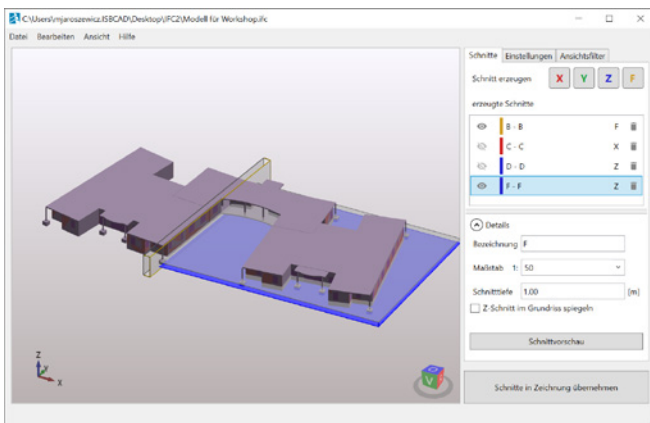 C:\Users\mjaroszewicz.ISBCAD\Desktop\IFC2\Modell für Workshop.ifc
Datei Bearbeiten Ansicht Hilfe
Schnitte Einstellungen Ansichtsfilter
Schnitt erzeugen X Y Z F
erzeugte Schnitte
B - B F
C - C X
D - D Z
F - F Z
Details
Bezeichnung F
Maßstab 1: 50
Schnitttiefe 1.00 (m)
Z-Schnitt im Grundriss spiegeln
Schnittvorschau
Schnitte in Zeichnung übernehmen
Z
Y
X
V